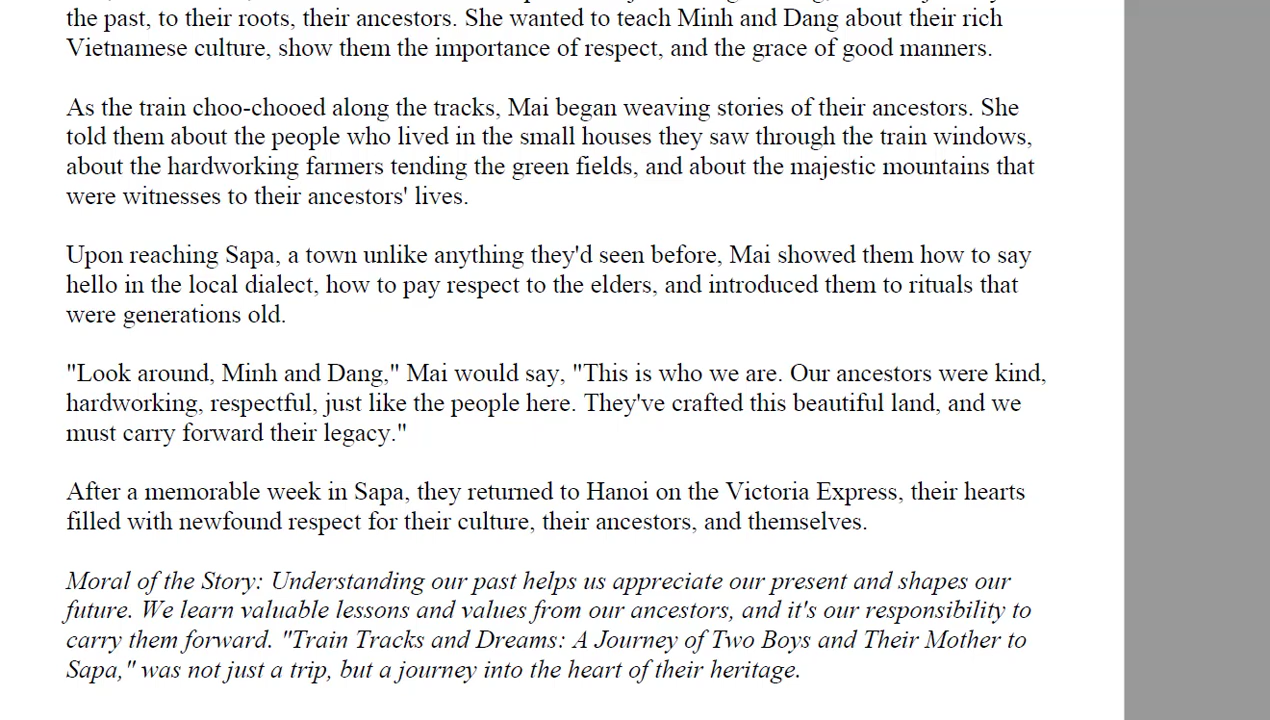 the past, to their roots, their ancestors. She wanted to teach Minh and Dang about their rich
Vietnamese culture, show them the importance of respect, and the grace of good manners.
As the train choo-chooed along the tracks, Mai began weaving stories of their ancestors. She
told them about the people who lived in the small houses they saw through the train windows,
about the hardworking farmers tending the green fields, and about the majestic mountains that
were witnesses to their ancestors' lives.
Upon reaching Sapa, a town unlike anything they'd seen before, Mai showed them how to say
hello in the local dialect, how to pay respect to the elders, and introduced them to rituals that
were generations old.
"Look around, Minh and Dang," Mai would say, "This is who we are. Our ancestors were kind,
hardworking, respectful, just like the people here. They've crafted this beautiful land, and we
must carry forward their legacy."
After a memorable week in Sapa, they returned to Hanoi on the Victoria Express, their hearts
filled with newfound respect for their culture, their ancestors, and themselves.
Moral of the Story: Understanding our past helps us appreciate our present and shapes our
future. We learn valuable lessons and values from our ancestors, and it's our responsibility to
carry them forward. "Train Tracks and Dreams: A Journey of Two Boys and Their Mother to
Sapa," was not just a trip, but a journey into the heart of their heritage.